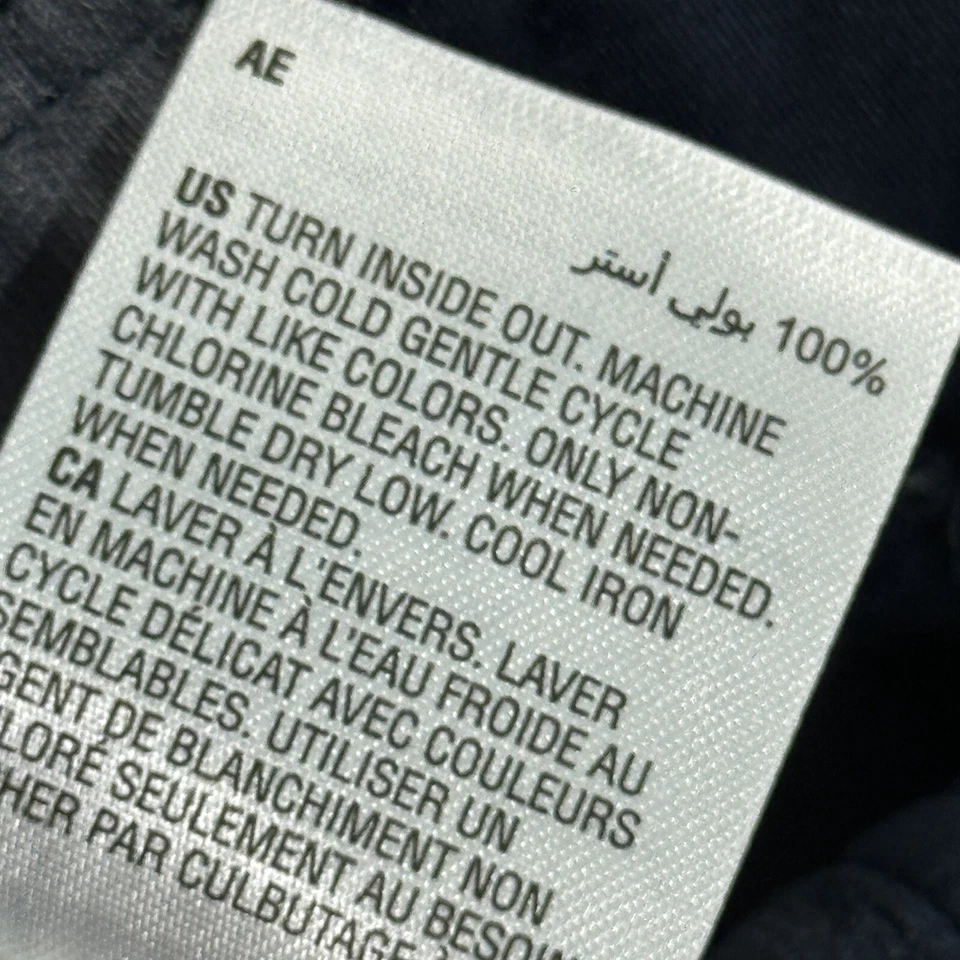 AE
100% بولي أستر
US TURN INSIDE OUT. MACHINE
WASH COLD GENTLE CYCLE
WITH LIKE COLORS. ONLY NON-
CHLORINE BLEACH WHEN NEEDED.
TUMBLE DRY LOW. COOL IRON
WHEN NEEDED.
CA LAVER À L'ENVERS. LAVER
EN MACHINE À L'EAU FROIDE AU
CYCLE DÉLICAT AVEC COULEURS
SEMBLABLES. UTILISER UN
GENT DE BLANCHIMENT NON
LORÉ SEULEMENT AU BESOIN
HER PAR CULBUTAGE À